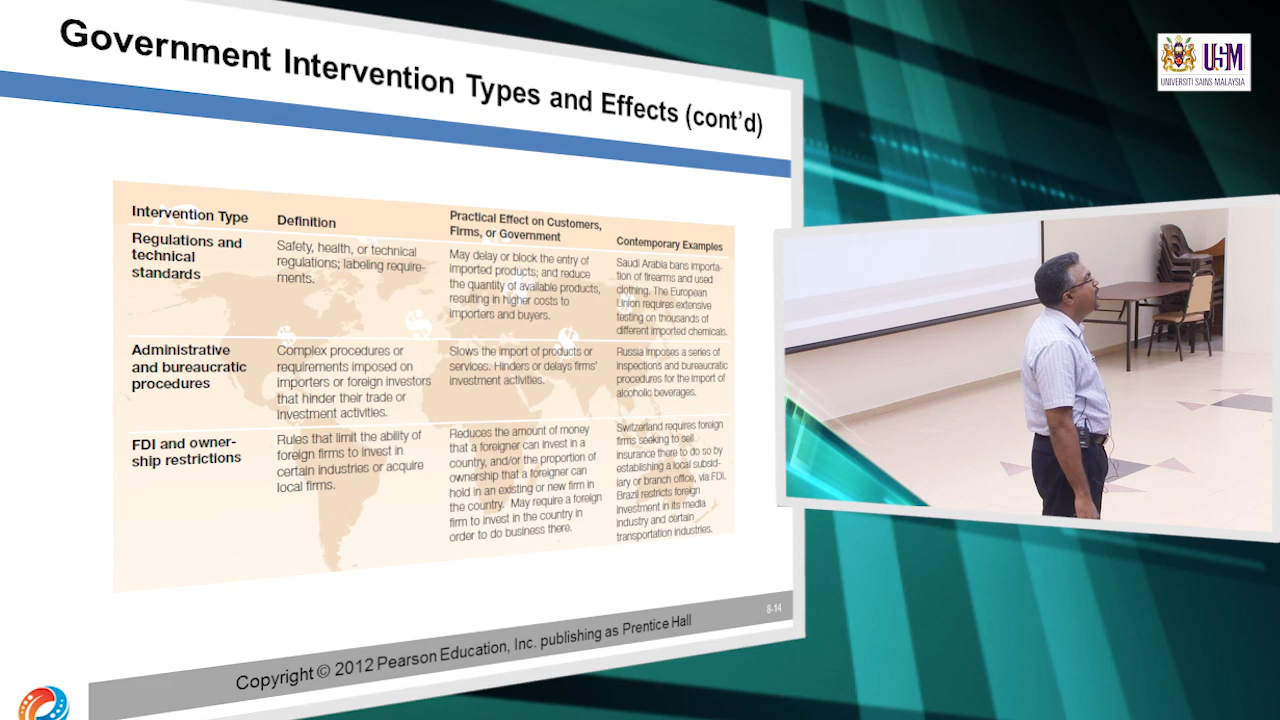 Government Intervention Types and Effects (cont'd)
USM
UNIVERSITI SAINS MALAYSIA
Intervention Type
Definition
Practical Effect on Customers,
Firms, or Government
Contemporary Examples
Regulations and
technical
standards
Safety, health, or technical
regulations; labeling require-
ments.
May delay or block the entry of
imported products; and reduce
the quantity of available products,
resulting in higher costs to
importers and buyers.
Saudi Arabia bans importa-
tion of firearms and used
clothing. The European
Union requires extensive
testing on thousands of
different imported chemicals.
Administrative
and bureaucratic
procedures
Complex procedures or
requirements imposed on
importers or foreign investors
that hinder their trade or
investment activities.
Slows the import of products or
services. Hinders or delays firms'
investment activities.
Russia imposes a series of
inspections and bureaucratic
procedures for the import of
alcoholic beverages.
FDI and owner-
ship restrictions
Rules that limit the ability of
foreign firms to invest in
certain industries or acquire
local firms.
Reduces the amount of money
that a foreigner can invest in a
country, and/or the proportion of
ownership that a foreigner can
hold in an existing or new firm in
the country. May require a foreign
firm to invest in the country in
order to do business there.
Switzerland requires foreign
firms seeking to sell
insurance there to do so by
establishing a local subsid-
iary or branch office, via FDI.
Brazil restricts foreign
investment in its media
industry and certain
transportation industries.
8-14
Copyright © 2012 Pearson Education, Inc. publishing as Prentice Hall